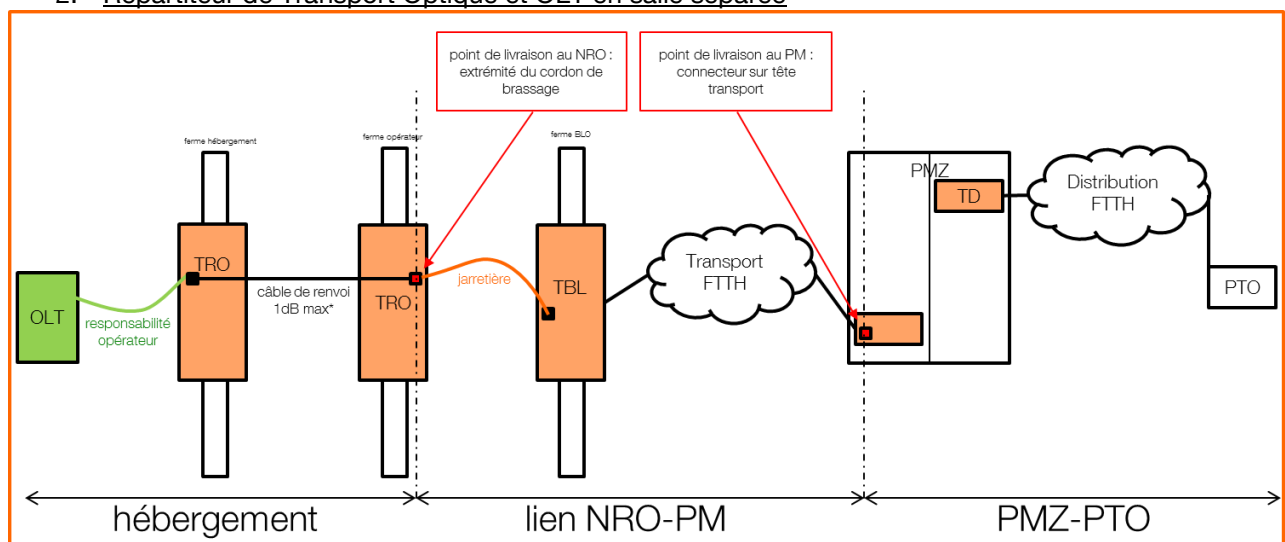 2. Répartiteur de Transport Optique et OLT en salle séparée
point de livraison au NRO :
extrémité du cordon de
brassage
point de livraison au PM :
connecteur sur tête
transport
ferme hébergement
ferme opérateur
ferme BLO
PMZ
TD
Distribution
FTTH
TRO
câble de renvoi
1dB max*
TRO
jarretière
TBL
Transport
FTTH
PTO
OLT
responsabilité
opérateur
hébergement
lien NRO-PM
PMZ-PTO